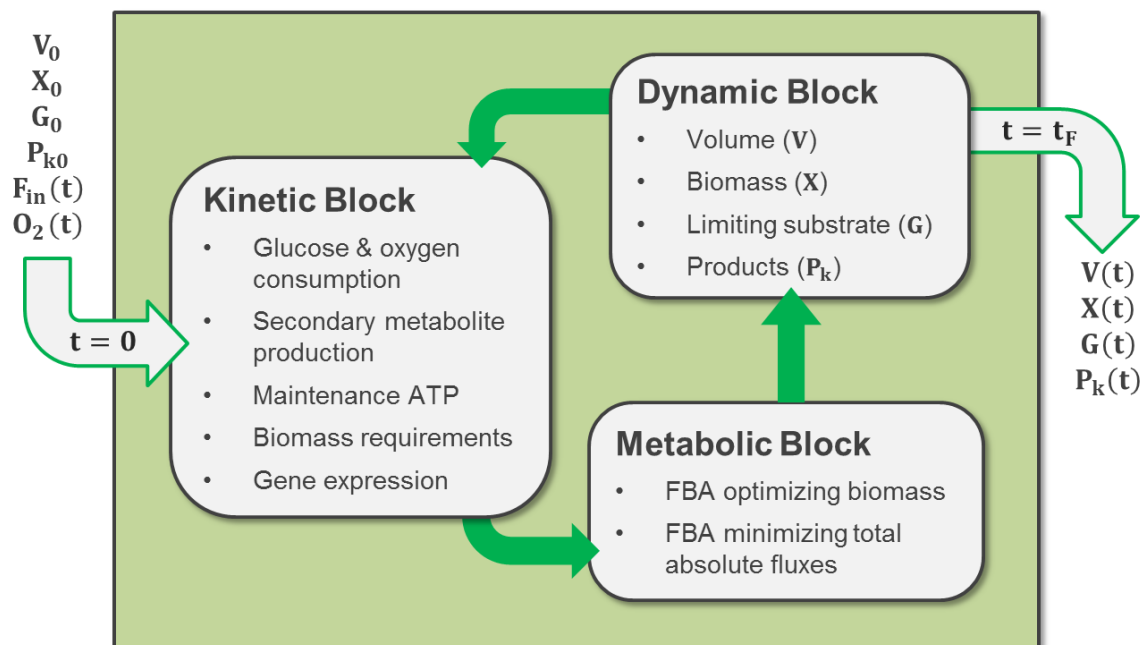 V₀
X₀
G₀
Pₖ₀
Fᵢₙ(t)
O₂(t)
t = 0
Kinetic Block
• Glucose & oxygen
consumption
• Secondary metabolite
production
• Maintenance ATP
• Biomass requirements
• Gene expression
Dynamic Block
• Volume (V)
• Biomass (X)
• Limiting substrate (G)
• Products (Pₖ)
Metabolic Block
• FBA optimizing biomass
• FBA minimizing total
absolute fluxes
t = t_F
V(t)
X(t)
G(t)
Pₖ(t)